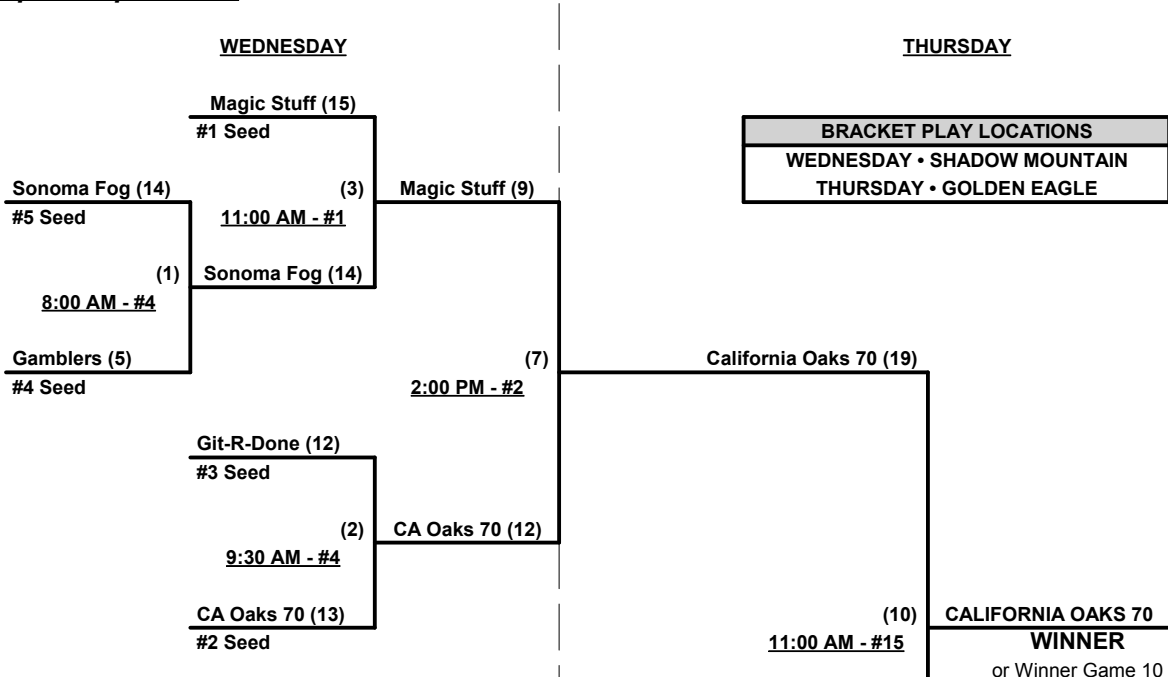 WEDNESDAY
THURSDAY
Magic Stuff (15)
#1 Seed
BRACKET PLAY LOCATIONS
WEDNESDAY • SHADOW MOUNTAIN
THURSDAY • GOLDEN EAGLE
Sonoma Fog (14)
#5 Seed
(3)
11:00 AM - #1
Magic Stuff (9)
(1)
8:00 AM - #4
Sonoma Fog (14)
Gamblers (5)
#4 Seed
(7)
2:00 PM - #2
California Oaks 70 (19)
Git-R-Done (12)
#3 Seed
(2)
9:30 AM - #4
CA Oaks 70 (12)
CA Oaks 70 (13)
#2 Seed
(10)
11:00 AM - #15
CALIFORNIA OAKS 70
WINNER
or Winner Game 10